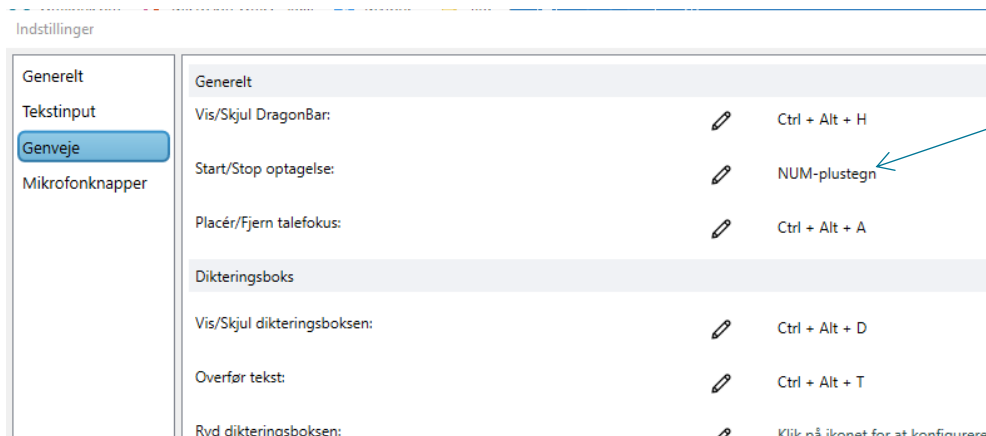 Indstillinger
Generelt
Tekstinput
Genveje
Mikrofonknapper
Generelt
Vis/Skjul DragonBar: Ctrl + Alt + H
Start/Stop optagelse: NUM-plustegn
Placér/Fjern talefokus: Ctrl + Alt + A
Dikteringsboks
Vis/Skjul dikteringsboksen: Ctrl + Alt + D
Overfør tekst: Ctrl + Alt + T
Ryd dikteringsboksen: Klik på ikonet for at konfigurere